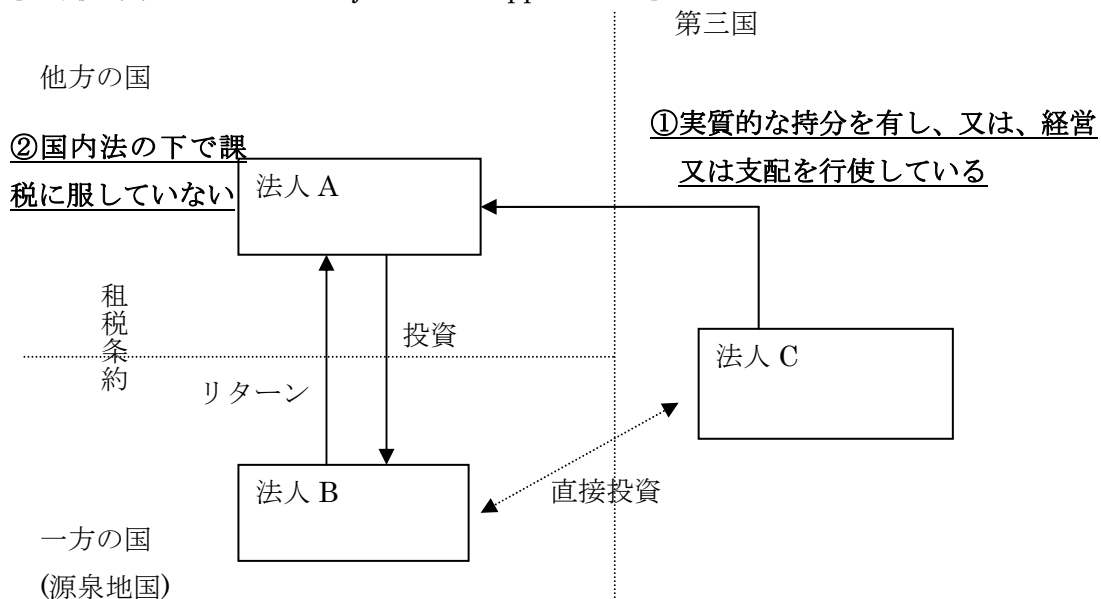 第三国
他方の国
①実質的な持分を有し、又は、経営
又は支配を行使している
②国内法の下で課
税に服していない
法人 A
租税条約
投資
リターン
法人 C
法人 B
直接投資
一方の国
(源泉地国)